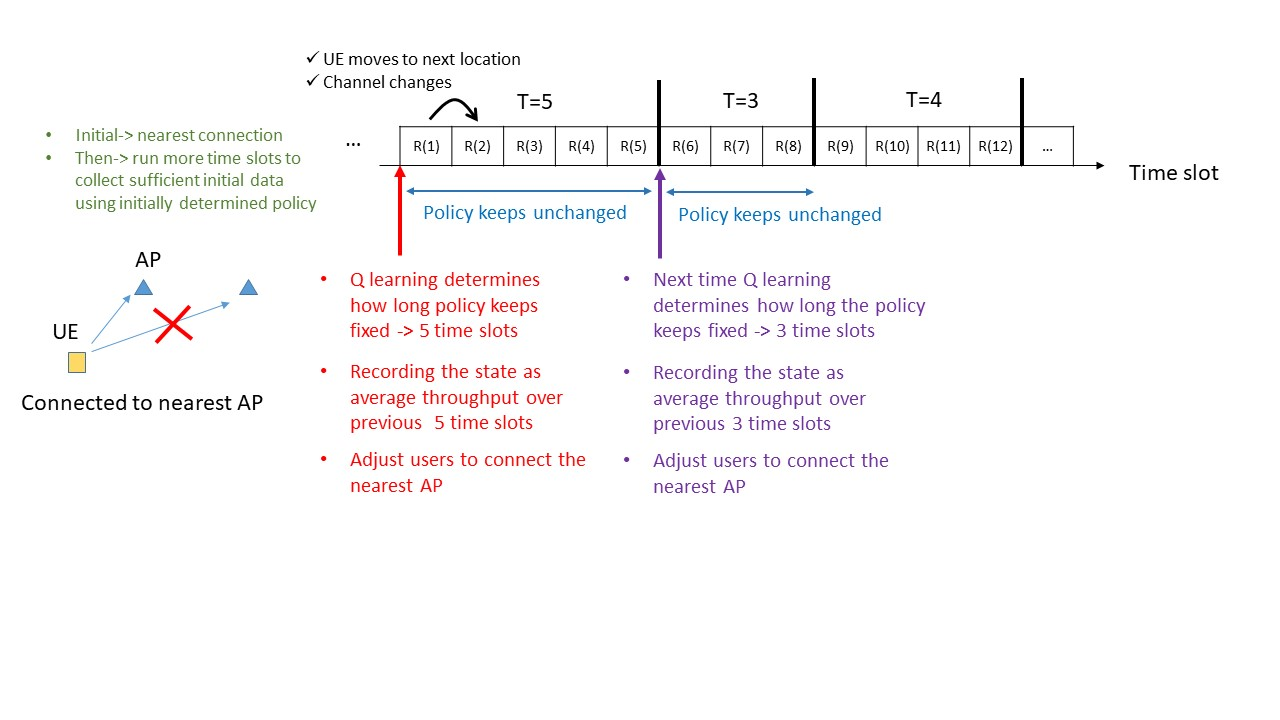 ✓ UE moves to next location
✓ Channel changes
T=5
T=3
T=4
• Initial-> nearest connection
• Then-> run more time slots to
collect sufficient initial data
using initially determined policy
...
R(1) R(2) R(3) R(4) R(5) R(6) R(7) R(8) R(9) R(10) R(11) R(12) ...
Time slot
Policy keeps unchanged
Policy keeps unchanged
AP
UE
Connected to nearest AP
• Q learning determines
how long policy keeps
fixed -> 5 time slots
• Recording the state as
average throughput over
previous 5 time slots
• Adjust users to connect the
nearest AP
• Next time Q learning
determines how long the policy
keeps fixed -> 3 time slots
• Recording the state as
average throughput over
previous 3 time slots
• Adjust users to connect the
nearest AP